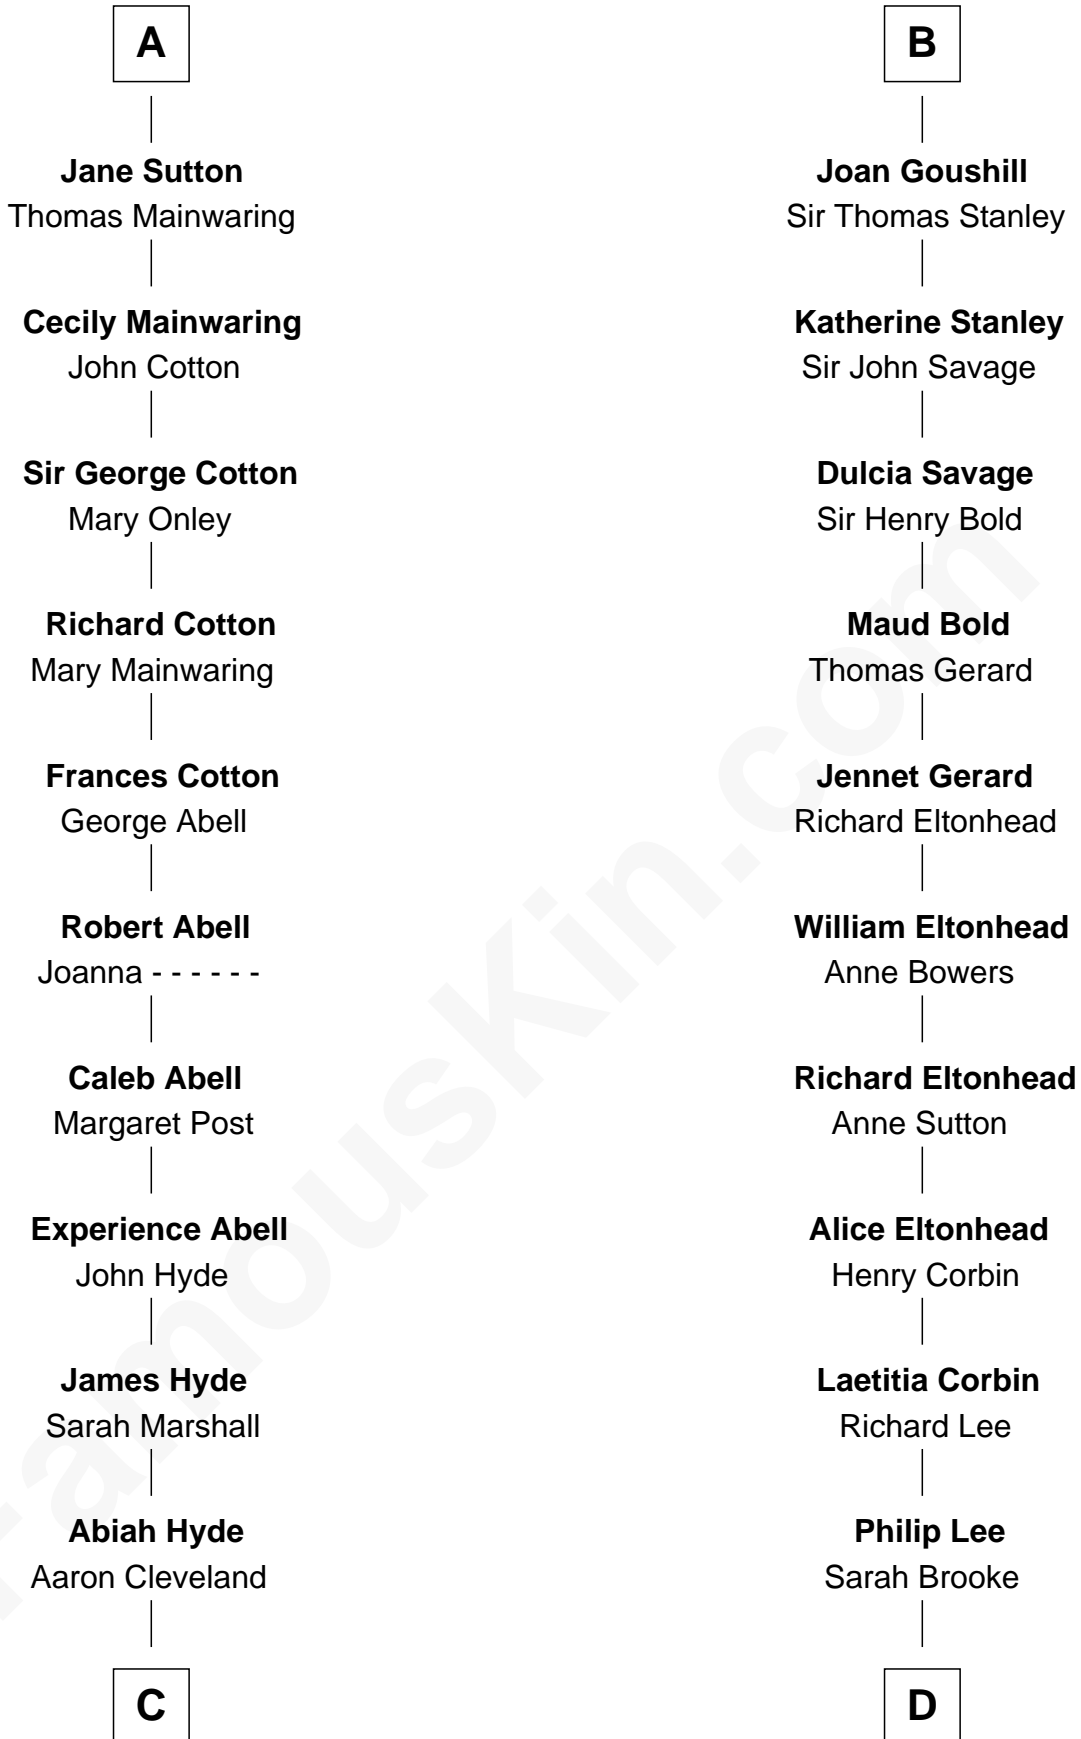 A
Jane Sutton
Thomas Mainwaring
Cecily Mainwaring
John Cotton
Sir George Cotton
Mary Onley
Richard Cotton
Mary Mainwaring
Frances Cotton
George Abell
Robert Abell
Joanna - - - - - -
Caleb Abell
Margaret Post
Experience Abell
John Hyde
James Hyde
Sarah Marshall
Abiah Hyde
Aaron Cleveland
C
B
Joan Goushill
Sir Thomas Stanley
Katherine Stanley
Sir John Savage
Dulcia Savage
Sir Henry Bold
Maud Bold
Thomas Gerard
Jennet Gerard
Richard Eltonhead
William Eltonhead
Anne Bowers
Richard Eltonhead
Anne Sutton
Alice Eltonhead
Henry Corbin
Laetitia Corbin
Richard Lee
Philip Lee
Sarah Brooke
D
FamousKin.com